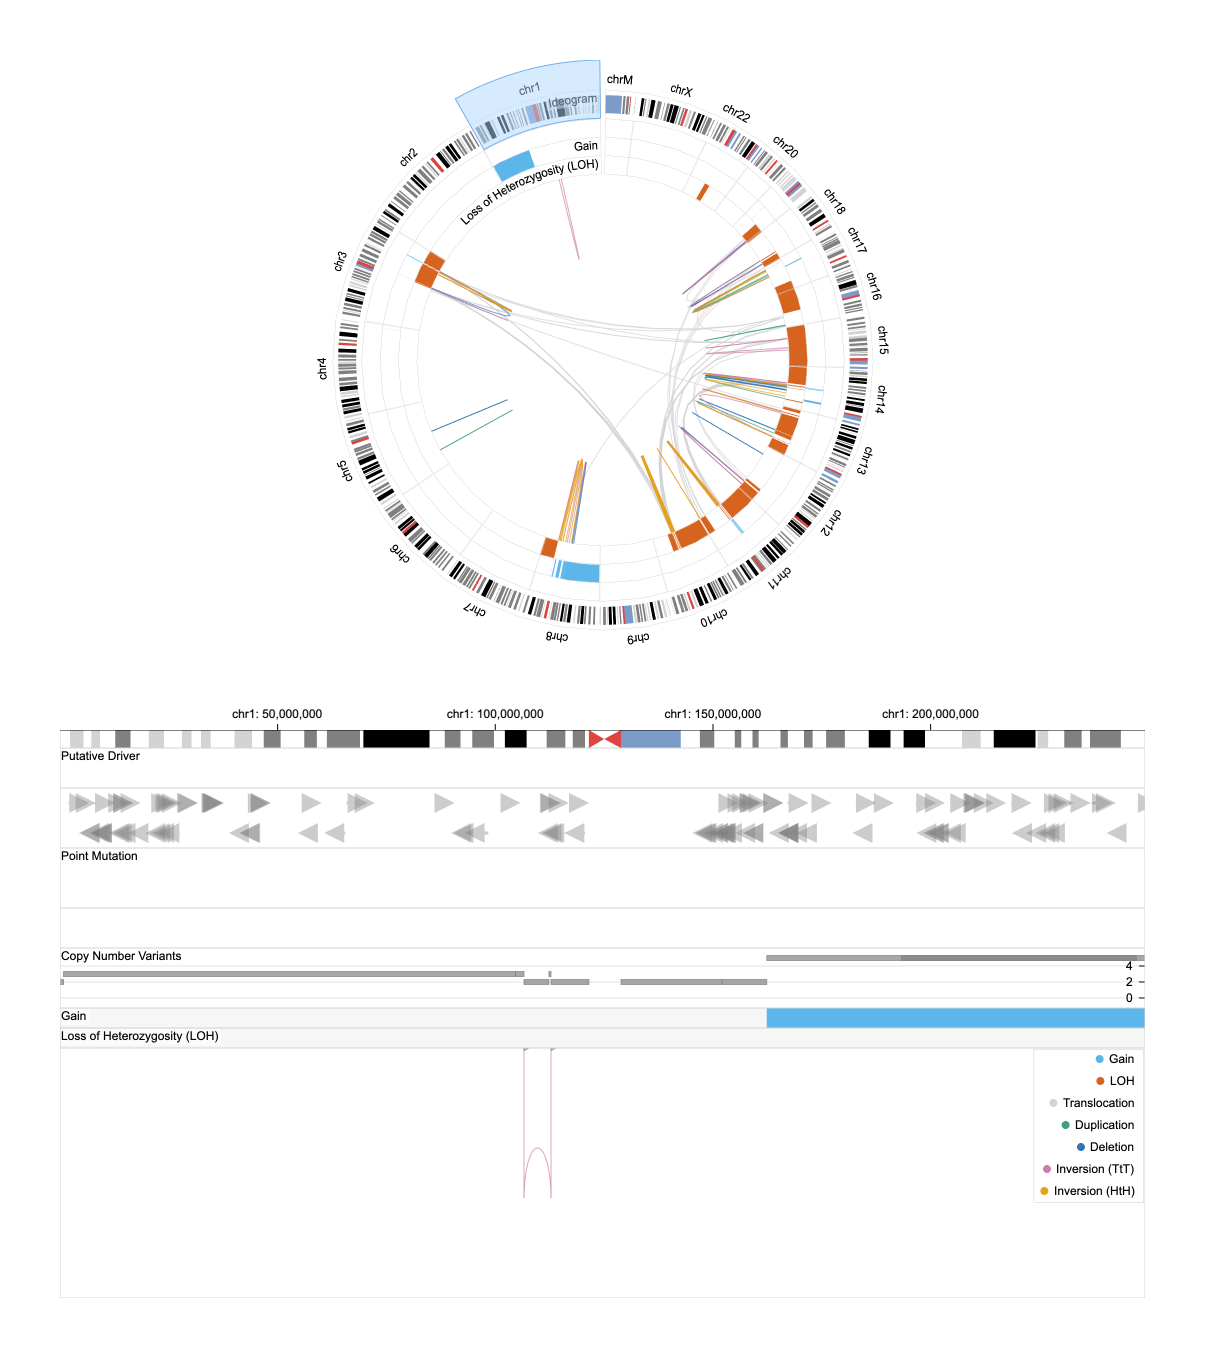 chrM
chrX
chr22
chr20
chr18
chr17
chr16
chr15
chr14
chr13
chr12
chr11
chr10
chr9
chr8
chr7
chr6
chr5
chr4
chr3
chr2
chr1
Ideogram
Gain
Loss of Heterozygosity (LOH)
chr1: 50,000,000
chr1: 100,000,000
chr1: 150,000,000
chr1: 200,000,000
Putative Driver
Point Mutation
Copy Number Variants
4
2
0
Gain
Loss of Heterozygosity (LOH)
Gain
LOH
Translocation
Duplication
Deletion
Inversion (TtT)
Inversion (HtH)